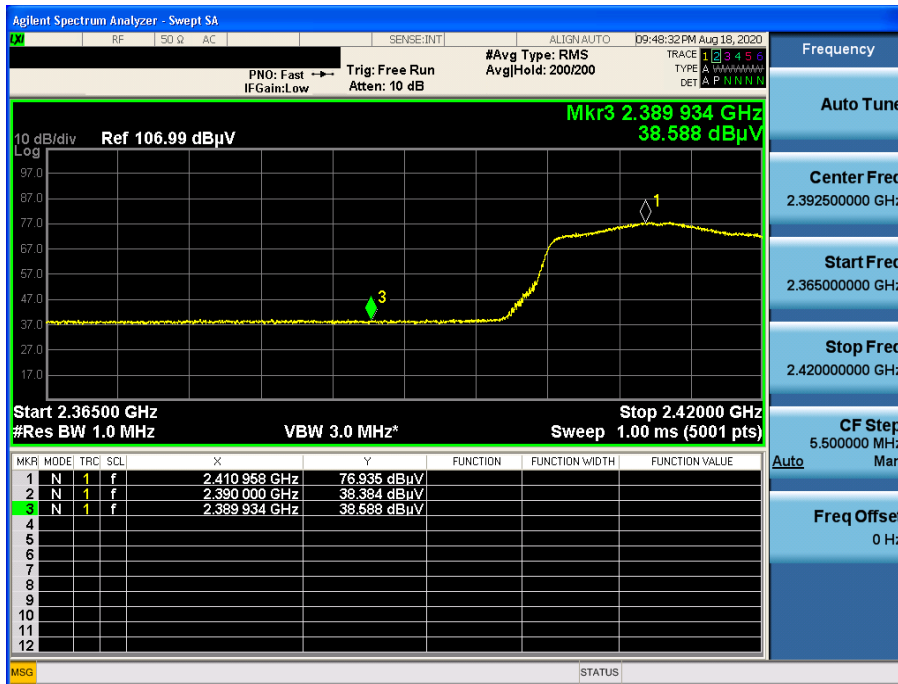 Agilent Spectrum Analyzer - Swept SA
LXI RF 50 Ω AC SENSE:INT ALIGN AUTO 09:48:32 PM Aug 18, 2020
#Avg Type: RMS TRACE 1 2 3 4 5 6
PNO: Fast Trig: Free Run Avg|Hold: 200/200 TYPE A WWWWW
IFGain:Low Atten: 10 dB DET A P N N N N
Mkr3 2.389 934 GHz
38.588 dBµV
10 dB/div Ref 106.99 dBµV
Log
97.0
87.0
77.0
67.0
57.0
47.0
37.0
27.0
17.0
1
3
Start 2.36500 GHz Stop 2.42000 GHz
#Res BW 1.0 MHz VBW 3.0 MHz* Sweep 1.00 ms (5001 pts)
MKR MODE TRC SCL X Y FUNCTION FUNCTION WIDTH FUNCTION VALUE
1 N 1 f 2.410 958 GHz 76.935 dBµV
2 N 1 f 2.390 000 GHz 38.384 dBµV
3 N 1 f 2.389 934 GHz 38.588 dBµV
4
5
6
7
8
9
10
11
12
MSG STATUS
Frequency
Auto Tune
Center Freq
2.392500000 GHz
Start Freq
2.365000000 GHz
Stop Freq
2.420000000 GHz
CF Step
5.500000 MHz
Auto Man
Freq Offset
0 Hz